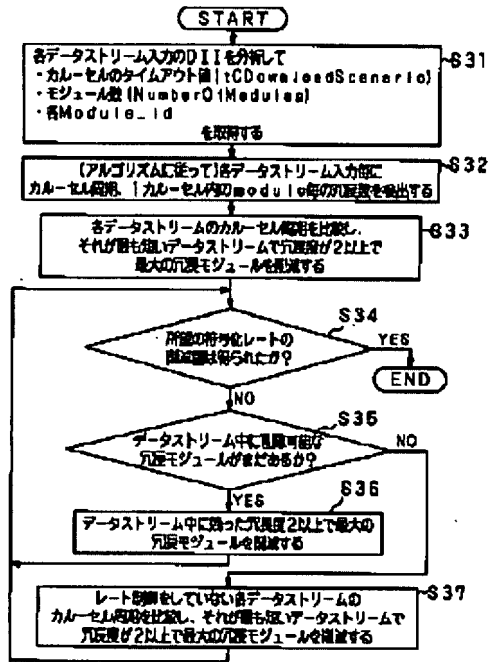 START
各データストリーム入力のDIIを分析して
・カルーセルのタイムアウト値(tCDownloadScenario)
・モジュール数(NumberOfModules)
・各Module_id
を取得する
S31
(アルゴリズムに従って)各データストリーム入力毎に
カルーセル周期、1カルーセル内のmodule毎の冗長度を検出する
S32
各データストリームのカルーセル周期を比較し、
それが最も短いデータストリームで冗長度が2以上で
最大の冗長モジュールを削減する
S33
所望の符号化レートの
削減量は得られたか?
S34
YES
END
NO
データストリーム中に削減可能な
冗長モジュールがまだあるか?
S35
NO
YES
データストリーム中に残った冗長度2以上で最大の
冗長モジュールを削減する
S36
レート制御をしていない各データストリームの
カルーセル周期を比較し、それが最も短いデータストリームで
冗長度が2以上で最大の冗長モジュールを削減する
S37